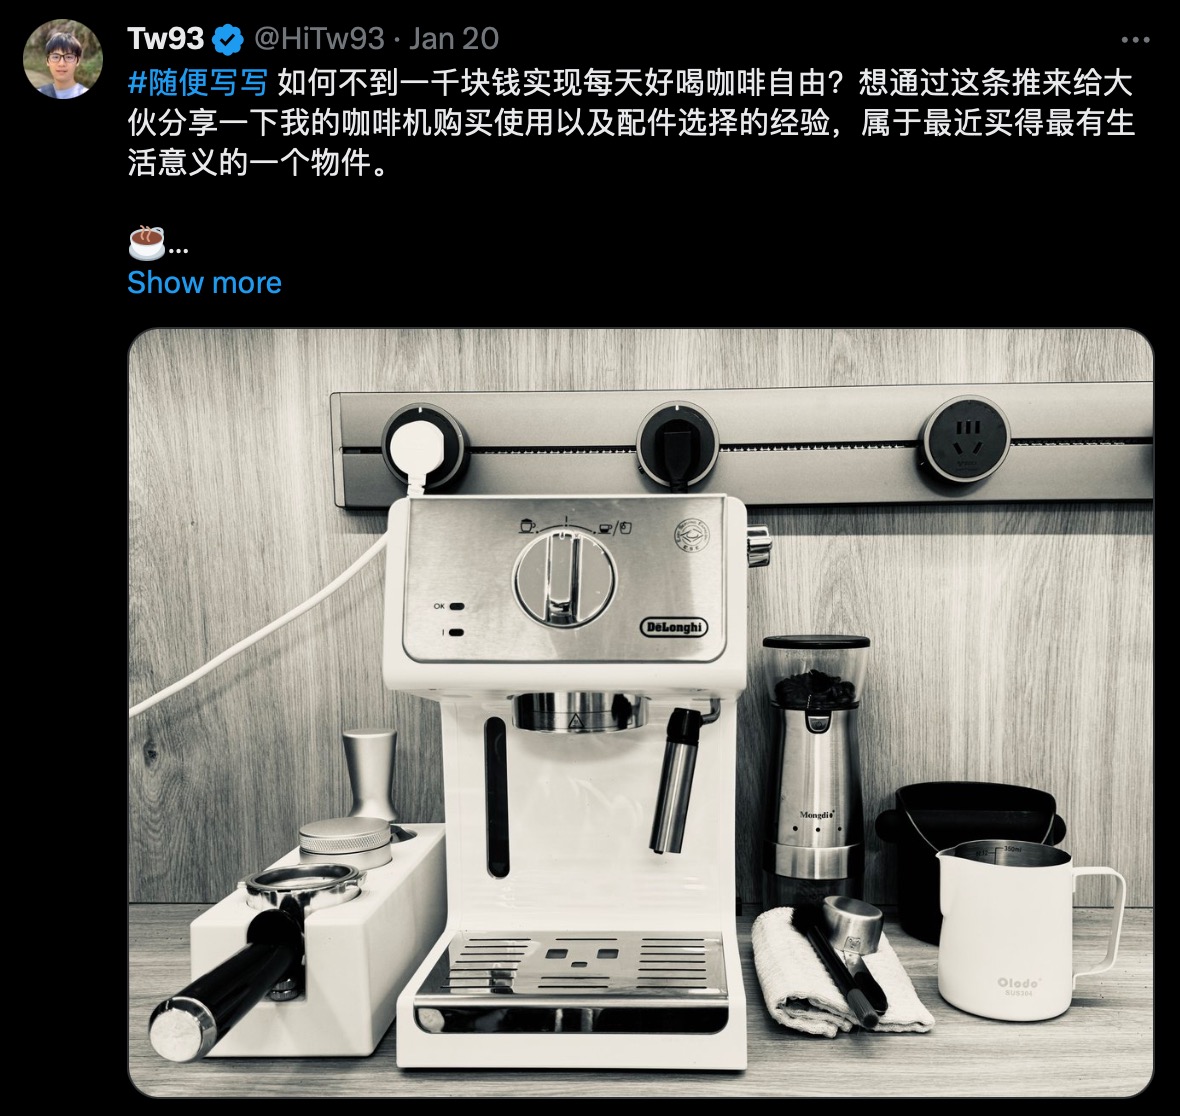 Tw93 @HiTw93 · Jan 20
#随便写写 如何不到一千块钱实现每天好喝咖啡自由？想通过这条推来给大
伙分享一下我的咖啡机购买使用以及配件选择的经验，属于最近买得最有生
活意义的一个物件。
☕...
Show more
OK
I
DeLonghi
Mongdio
350ml
Olodo
SUS304